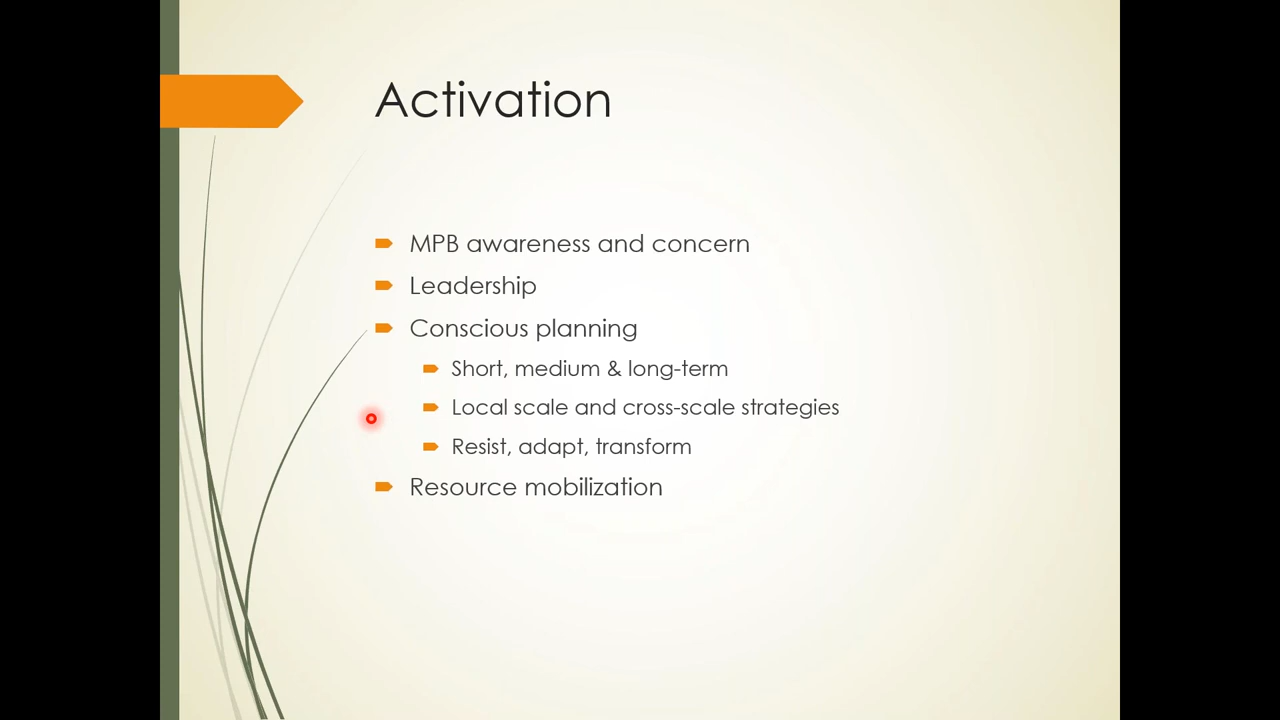 Activation
MPB awareness and concern
Leadership
Conscious planning
Short, medium & long-term
Local scale and cross-scale strategies
Resist, adapt, transform
Resource mobilization